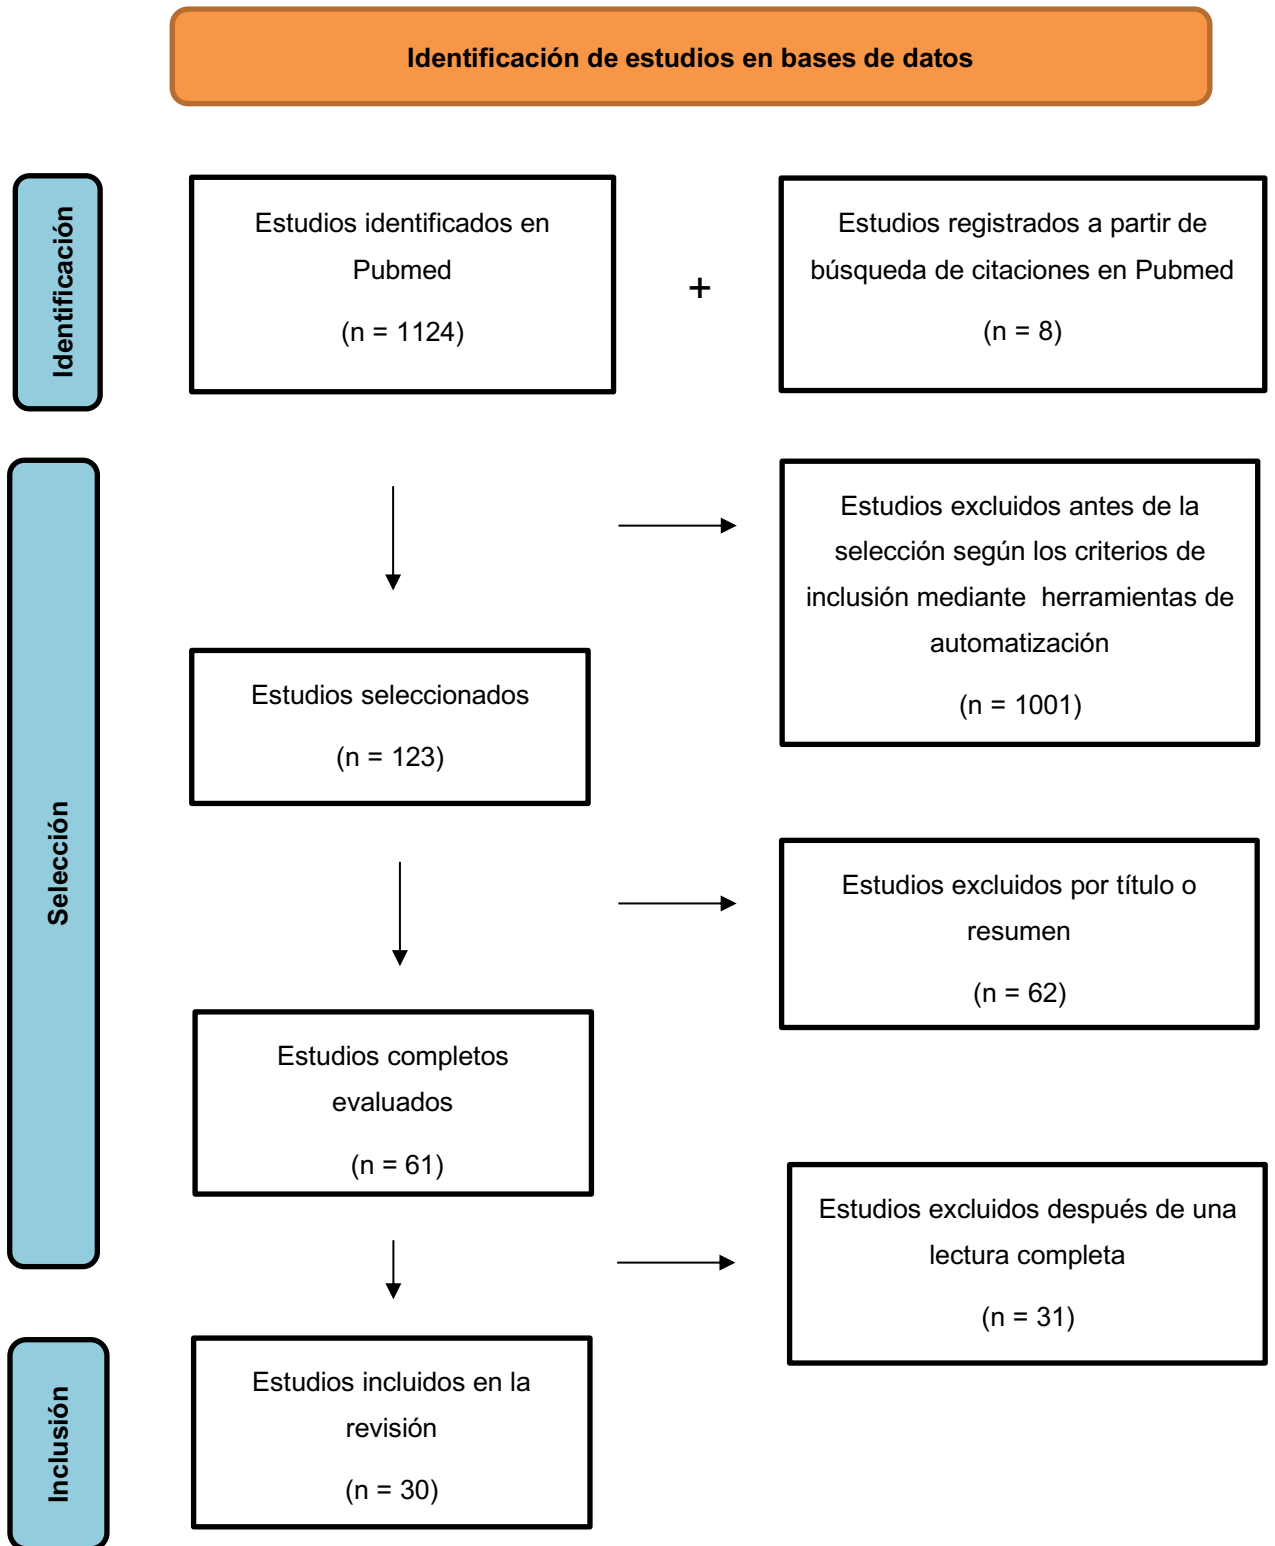 Identificación de estudios en bases de datos
Identificación
Estudios identificados en
Pubmed
(n = 1124)
+
Estudios registrados a partir de
búsqueda de citaciones en Pubmed
(n = 8)
Selección
Estudios excluidos antes de la
selección según los criterios de
inclusión mediante herramientas de
automatización
(n = 1001)
Estudios seleccionados
(n = 123)
Estudios excluidos por título o
resumen
(n = 62)
Estudios completos
evaluados
(n = 61)
Estudios excluidos después de una
lectura completa
(n = 31)
Inclusión
Estudios incluidos en la
revisión
(n = 30)